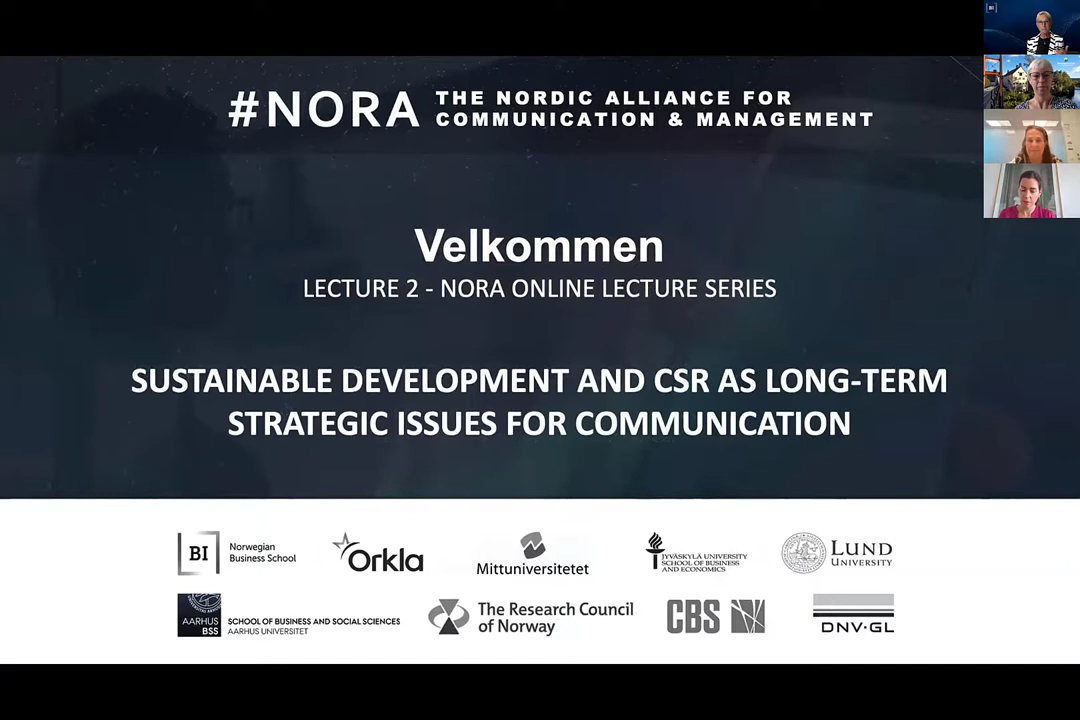 #NORA
THE NORDIC ALLIANCE FOR
COMMUNICATION & MANAGEMENT
Velkommen
LECTURE 2 - NORA ONLINE LECTURE SERIES
SUSTAINABLE DEVELOPMENT AND CSR AS LONG-TERM
STRATEGIC ISSUES FOR COMMUNICATION
BI
Norwegian
Business School
Orkla
Mittuniversitetet
JYVÄSKYLÄ UNIVERSITY
SCHOOL OF BUSINESS
AND ECONOMICS
LUND
UNIVERSITY
AARHUS
BSS
SCHOOL OF BUSINESS AND SOCIAL SCIENCES
AARHUS UNIVERSITET
The Research Council
of Norway
CBS
DNV·GL
BI